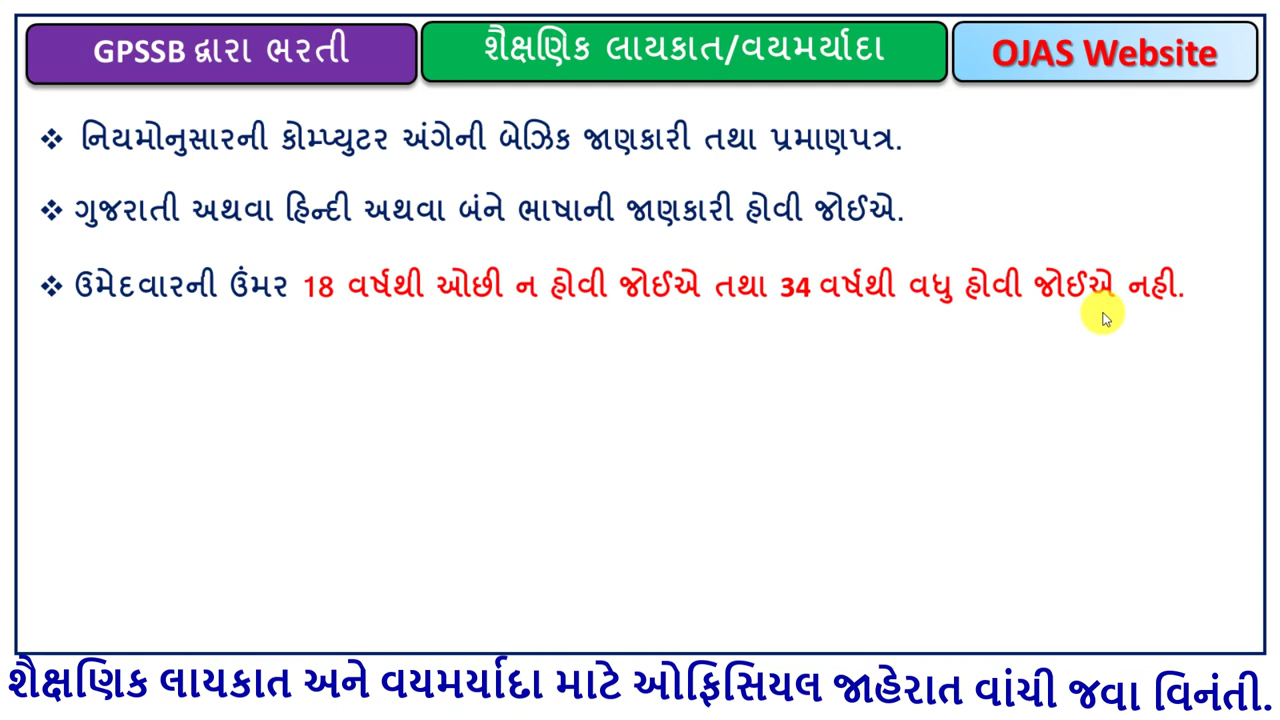 GPSSB દ્વારા ભરતી
શૈક્ષણિક લાયકાત/વયમર્યાદા
OJAS Website
❖ નિયમોનુસારની કોમ્પ્યુટર અંગેની બેઝિક જાણકારી તથા પ્રમાણપત્ર.
❖ ગુજરાતી અથવા હિન્દી અથવા બંને ભાષાની જાણકારી હોવી જોઈએ.
❖ ઉમેદવારની ઉંમર 18 વર્ષથી ઓછી ન હોવી જોઈએ તથા 34 વર્ષથી વધુ હોવી જોઈએ નહી.
શૈક્ષણિક લાયકાત અને વયમર્યાદા માટે ઓફિસિયલ જાહેરાત વાંચી જવા વિનંતી.